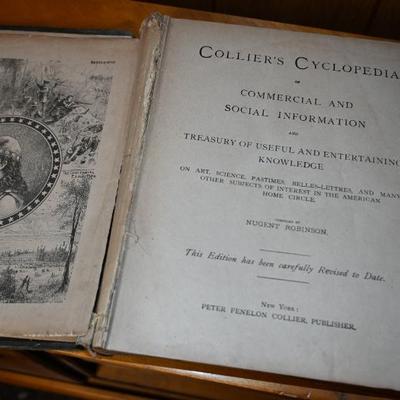 COLLIER'S CYCLOPEDIA
OF
COMMERCIAL AND
SOCIAL INFORMATION
AND
TREASURY OF USEFUL AND ENTERTAINING
KNOWLEDGE
ON ART, SCIENCE, PASTIMES, BELLES-LETTRES, AND MANY
OTHER SUBJECTS OF INTEREST IN THE AMERICAN
HOME CIRCLE.
COMPILED BY
NUGENT ROBINSON.
This Edition has been carefully Revised to Date.
NEW YORK:
PETER FENELON COLLIER, PUBLISHER.